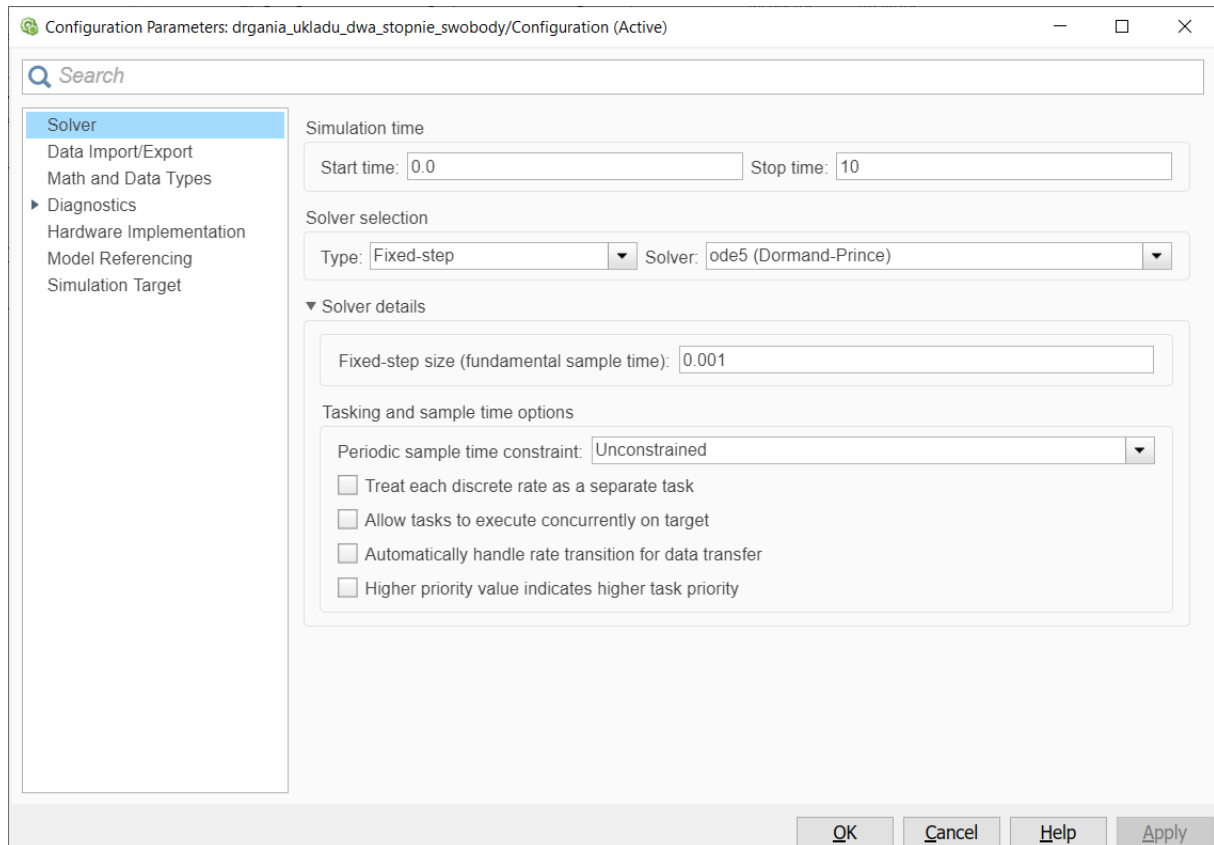 Configuration Parameters: drgania_ukladu_dwa_stopnie_swobody/Configuration (Active)
Search
Solver
Data Import/Export
Math and Data Types
Diagnostics
Hardware Implementation
Model Referencing
Simulation Target
Simulation time
Start time: 0.0 Stop time: 10
Solver selection
Type: Fixed-step Solver: ode5 (Dormand-Prince)
Solver details
Fixed-step size (fundamental sample time): 0.001
Tasking and sample time options
Periodic sample time constraint: Unconstrained
Treat each discrete rate as a separate task
Allow tasks to execute concurrently on target
Automatically handle rate transition for data transfer
Higher priority value indicates higher task priority
OK Cancel Help Apply